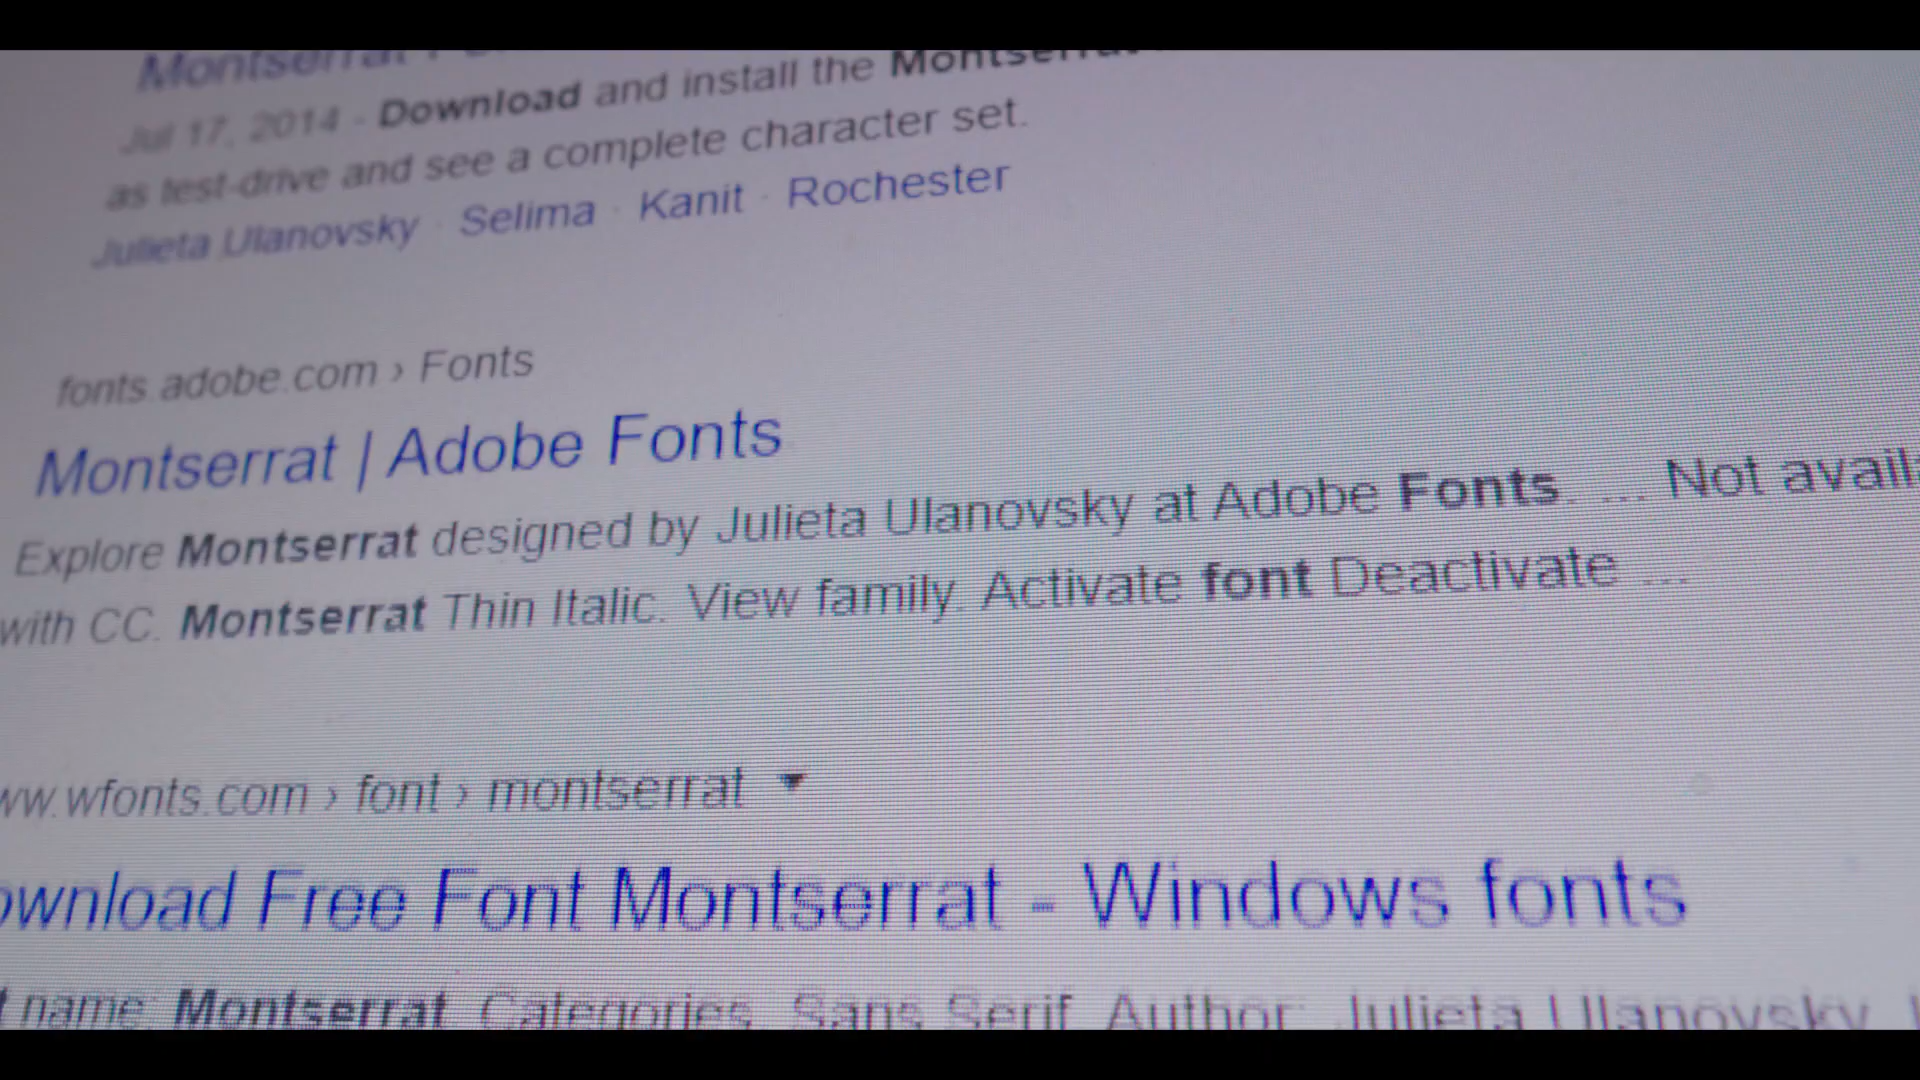 Montserrat
Jul 17, 2014 - Download and install the Montserrat
as test-drive and see a complete character set.
Julieta Ulanovsky · Selima · Kanit · Rochester
fonts.adobe.com › Fonts
Montserrat | Adobe Fonts
Explore Montserrat designed by Julieta Ulanovsky at Adobe Fonts. ... Not avail
with CC. Montserrat Thin Italic. View family. Activate font Deactivate ...
ww.wfonts.com › font › montserrat
ownload Free Font Montserrat - Windows fonts
t name: Montserrat. Categories. Sans Serif. Author: Julieta Ulanovsky